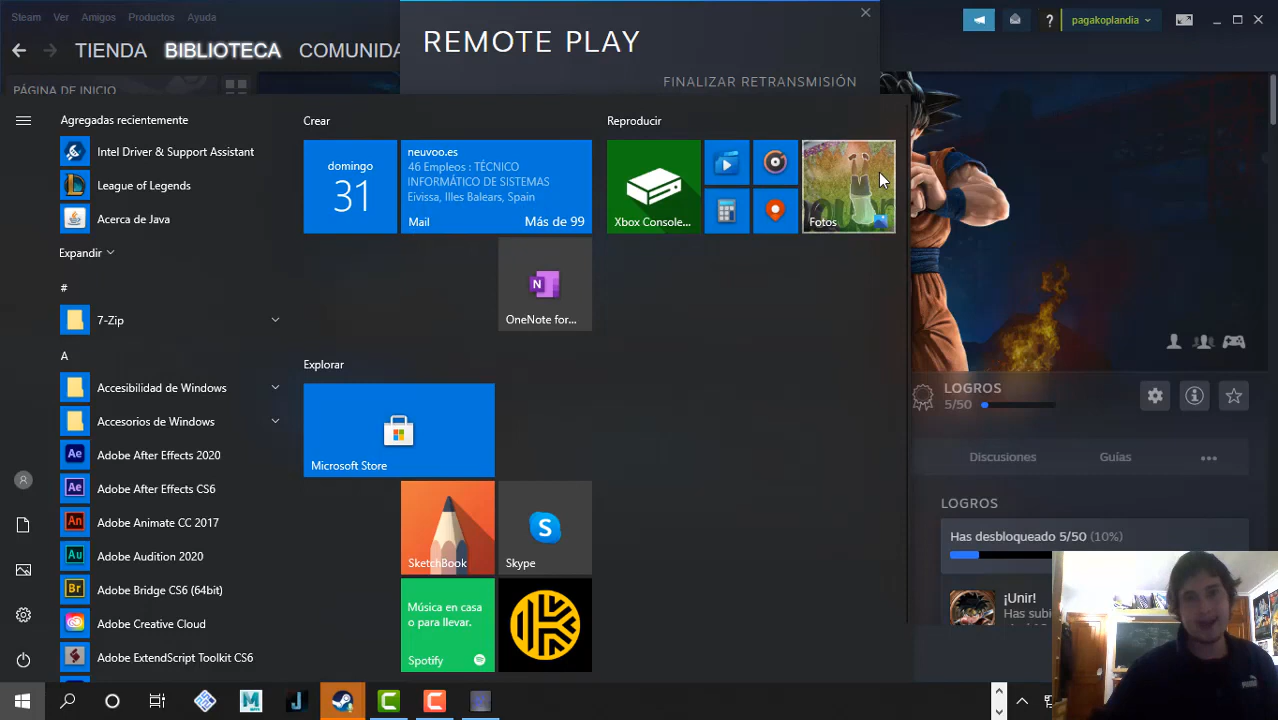 Steam Ver Amigos Productos Ayuda
pagakoplandia
TIENDA BIBLIOTECA COMUNIDA
REMOTE PLAY
FINALIZAR RETRANSMISIÓN
PÁGINA DE INICIO
Agregadas recientemente
Intel Driver & Support Assistant
League of Legends
Acerca de Java
Expandir
#
7-Zip
A
Accesibilidad de Windows
Accesorios de Windows
Ae Adobe After Effects 2020
Ae Adobe After Effects CS6
An Adobe Animate CC 2017
Au Adobe Audition 2020
Br Adobe Bridge CS6 (64bit)
Adobe Creative Cloud
Adobe ExtendScript Toolkit CS6
Crear
domingo
31
neuvoo.es
46 Empleos : TÉCNICO
INFORMÁTICO DE SISTEMAS
Eivissa, Illes Balears, Spain
Mail Más de 99
N
OneNote for...
Explorar
Microsoft Store
SketchBook
S
Skype
Música en casa
o para llevar.
Spotify
Reproducir
Xbox Console...
Fotos
LOGROS
5/50
Discusiones Guías
LOGROS
Has desbloqueado 5/50 (10%)
¡Unir!
Has subi
R
M
J
C
C